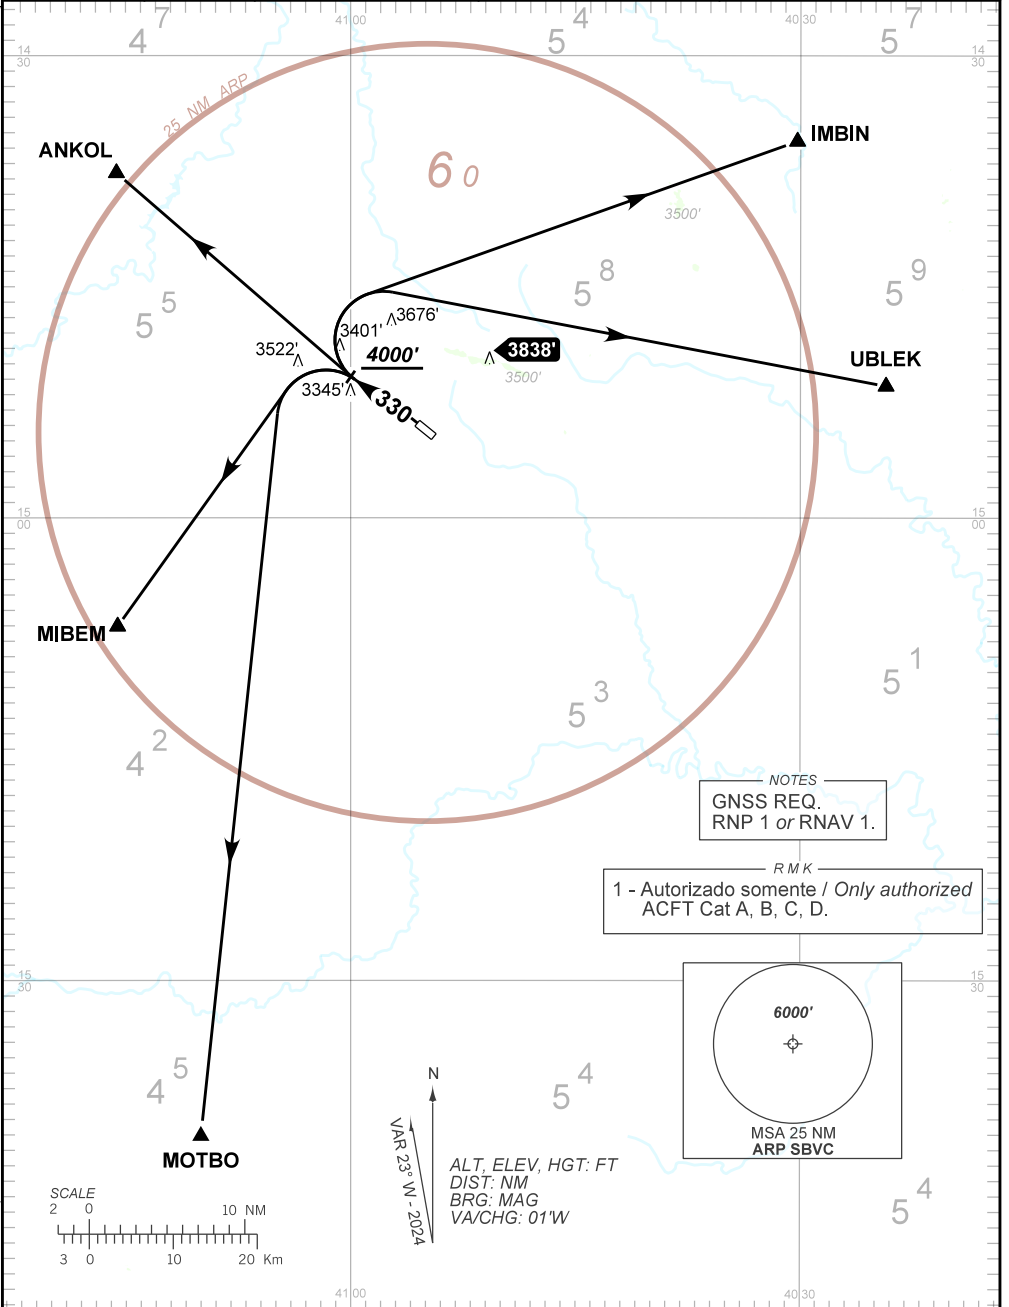 4 7
41 00
5 4
40 30
5 7
14
30
14
30
25 NM ARP
ANKOL
IMBIN
6 0
3500'
5 8
5 9
5 5
3676'
3401'
3522'
4000'
3838'
UBLEK
3345'
3500'
330
15
00
15
00
MIBEM
5 1
5 3
4 2
NOTES
GNSS REQ.
RNP 1 or RNAV 1.
RMK
1 - Autorizado somente / Only authorized
ACFT Cat A, B, C, D.
15
30
15
30
6000'
4 5
5 4
N
VAR 23° W - 2024
MSA 25 NM
ARP SBVC
MOTBO
ALT, ELEV, HGT: FT
DIST: NM
BRG: MAG
VA/CHG: 01'W
5 4
SCALE
2 0 10 NM
3 0 10 20 Km
41 00
40 30